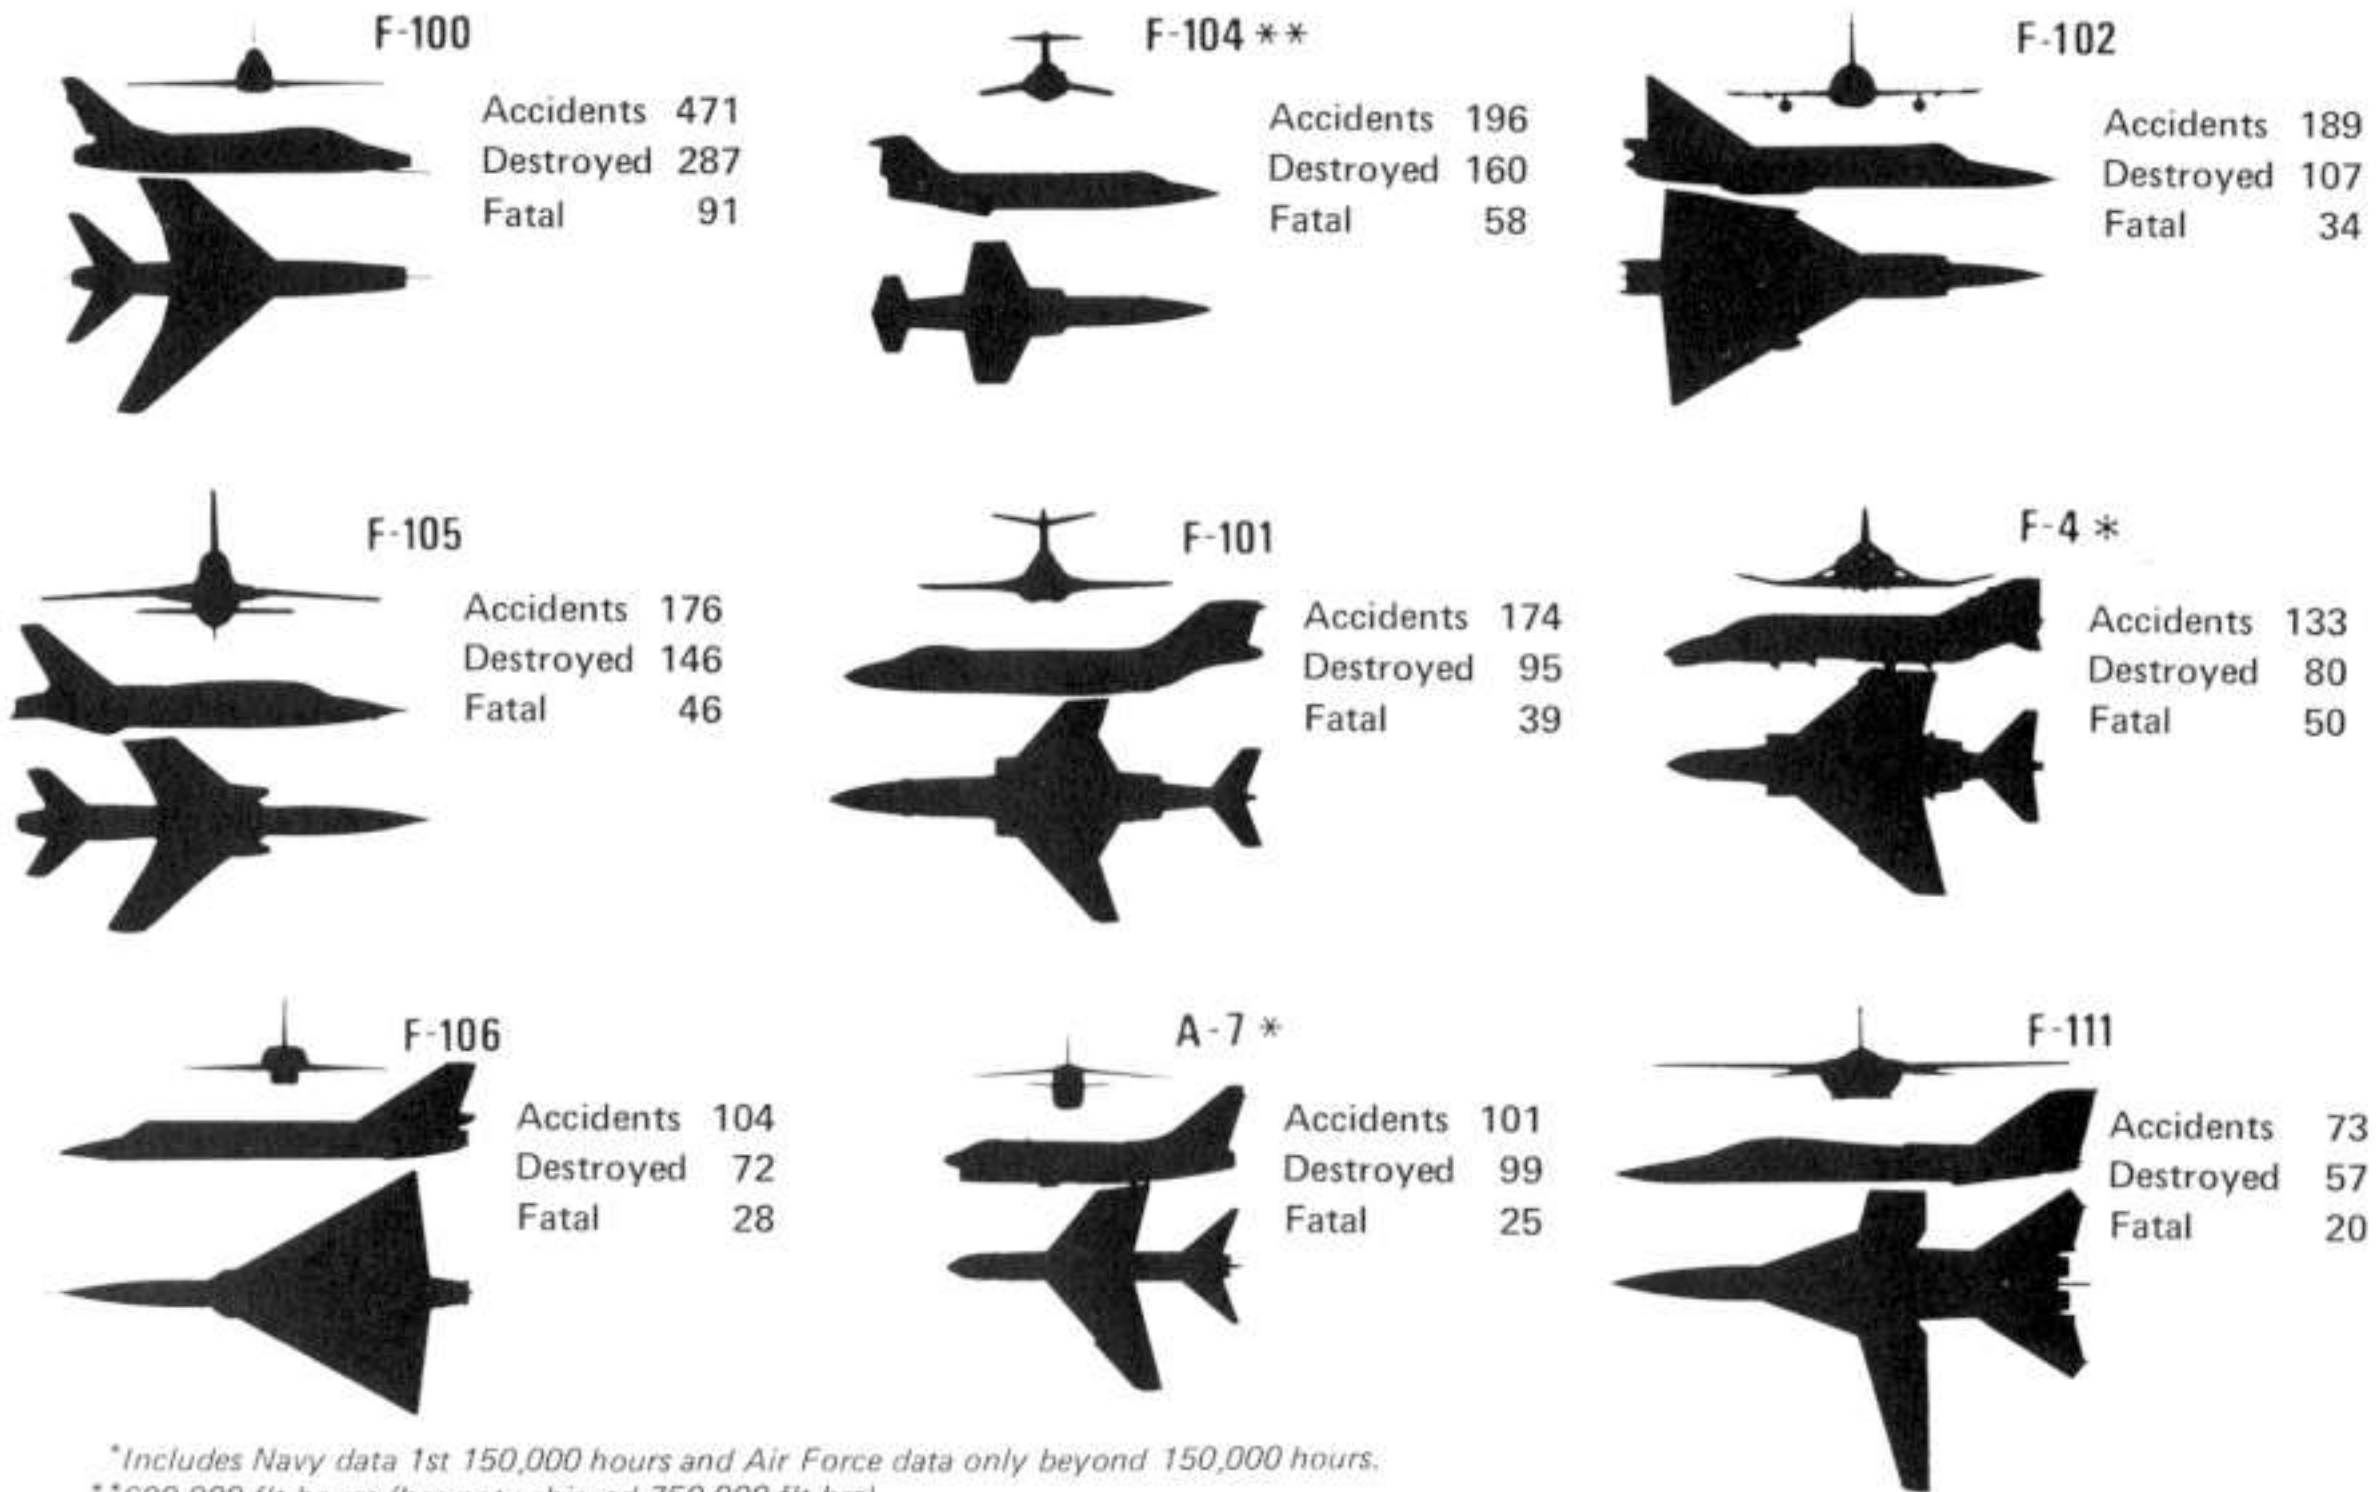 F-100
Accidents 471
Destroyed 287
Fatal 91
F-104 **
Accidents 196
Destroyed 160
Fatal 58
F-102
Accidents 189
Destroyed 107
Fatal 34
F-105
Accidents 176
Destroyed 146
Fatal 46
F-101
Accidents 174
Destroyed 95
Fatal 39
F-4 *
Accidents 133
Destroyed 80
Fatal 50
F-106
Accidents 104
Destroyed 72
Fatal 28
A-7 *
Accidents 101
Destroyed 99
Fatal 25
F-111
Accidents 73
Destroyed 57
Fatal 20
*Includes Navy data 1st 150,000 hours and Air Force data only beyond 150,000 hours.